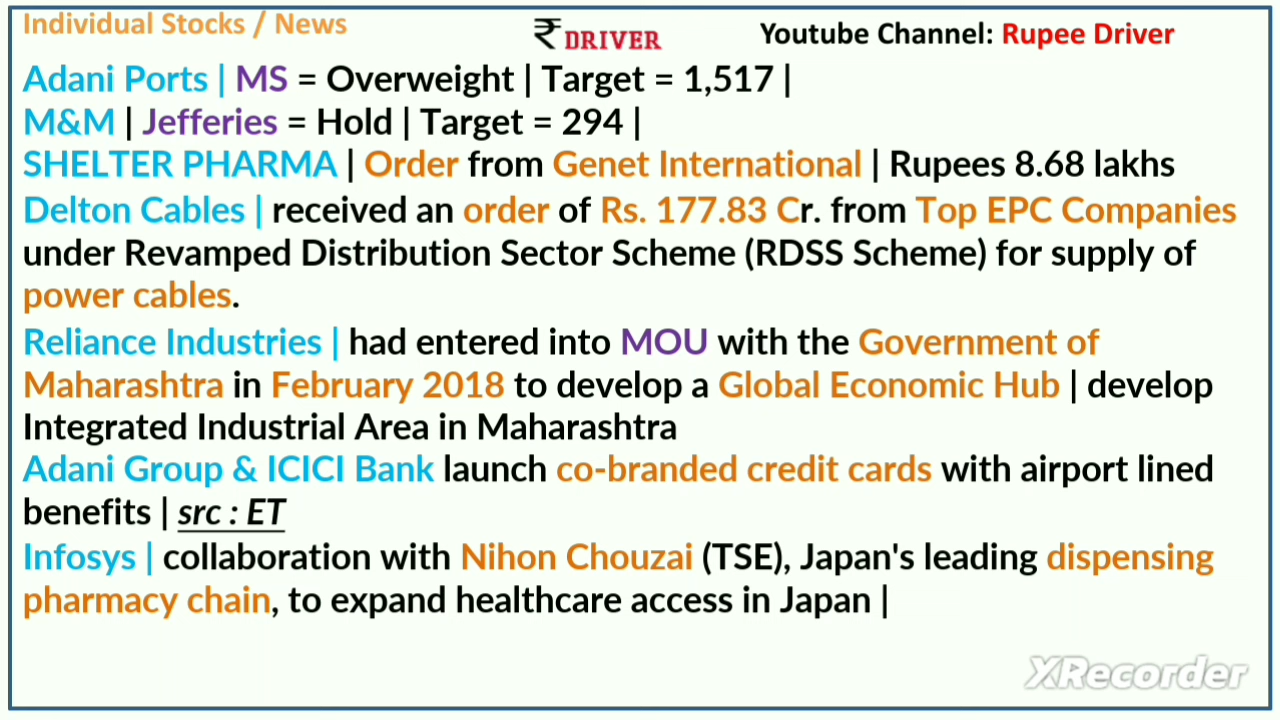 Individual Stocks / News
₹ DRIVER
Youtube Channel: Rupee Driver
Adani Ports | MS = Overweight | Target = 1,517 |
M&M | Jefferies = Hold | Target = 294 |
SHELTER PHARMA | Order from Genet International | Rupees 8.68 lakhs
Delton Cables | received an order of Rs. 177.83 Cr. from Top EPC Companies
under Revamped Distribution Sector Scheme (RDSS Scheme) for supply of
power cables.
Reliance Industries | had entered into MOU with the Government of
Maharashtra in February 2018 to develop a Global Economic Hub | develop
Integrated Industrial Area in Maharashtra
Adani Group & ICICI Bank launch co-branded credit cards with airport lined
benefits | src : ET
Infosys | collaboration with Nihon Chouzai (TSE), Japan's leading dispensing
pharmacy chain, to expand healthcare access in Japan |
XRecorder